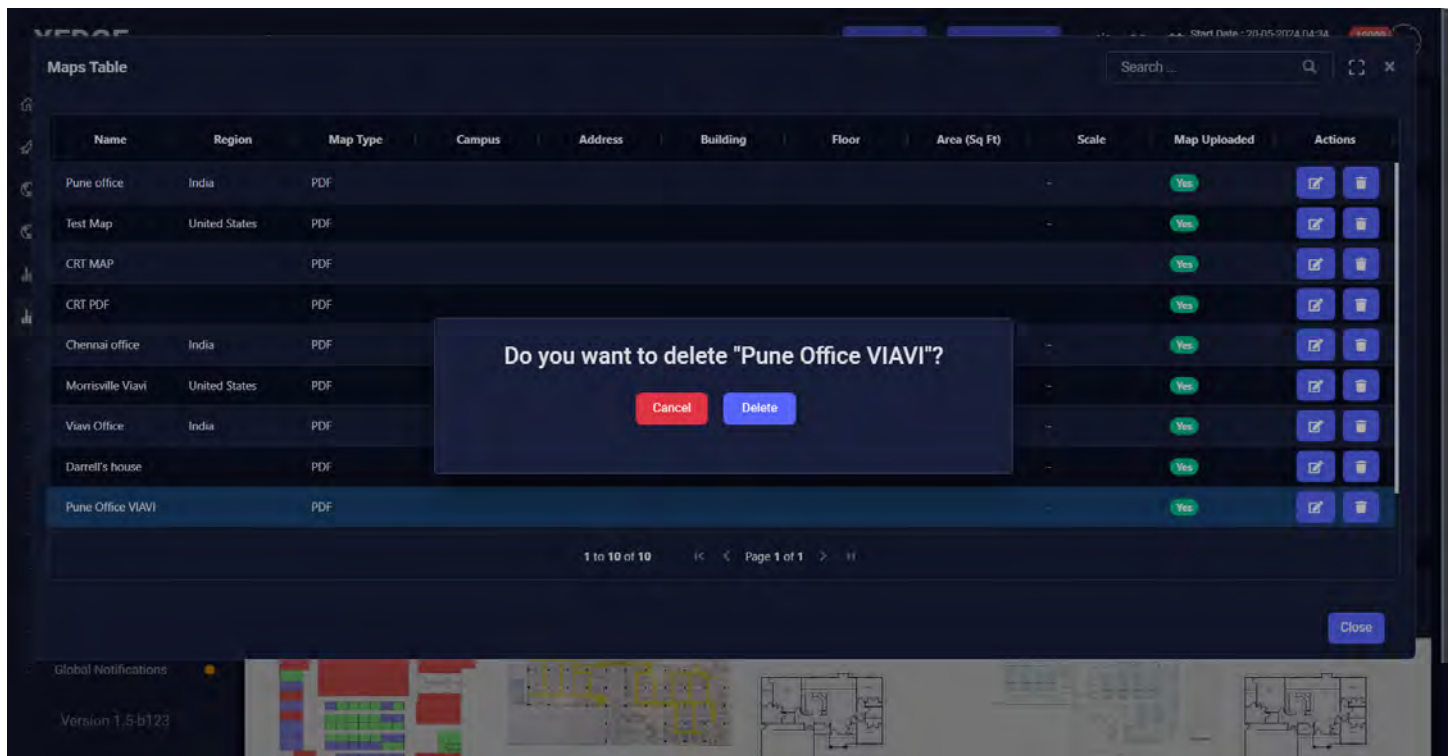 XEDGE
Start Date : 20-05-2024 04:34
10000
Maps Table
Search ...
Name Region Map Type Campus Address Building Floor Area (Sq Ft) Scale Map Uploaded Actions
Pune office India PDF - Yes
Test Map United States PDF - Yes
CRT MAP PDF Yes
CRT PDF PDF Yes
Chennai office India PDF - Yes
Morrisville Viavi United States PDF - Yes
Viavi Office India PDF - Yes
Darrell's house PDF - Yes
Pune Office VIAVI PDF - Yes
Do you want to delete "Pune Office VIAVI"?
Cancel Delete
1 to 10 of 10 Page 1 of 1
Close
Global Notifications
Version 1.5-b123